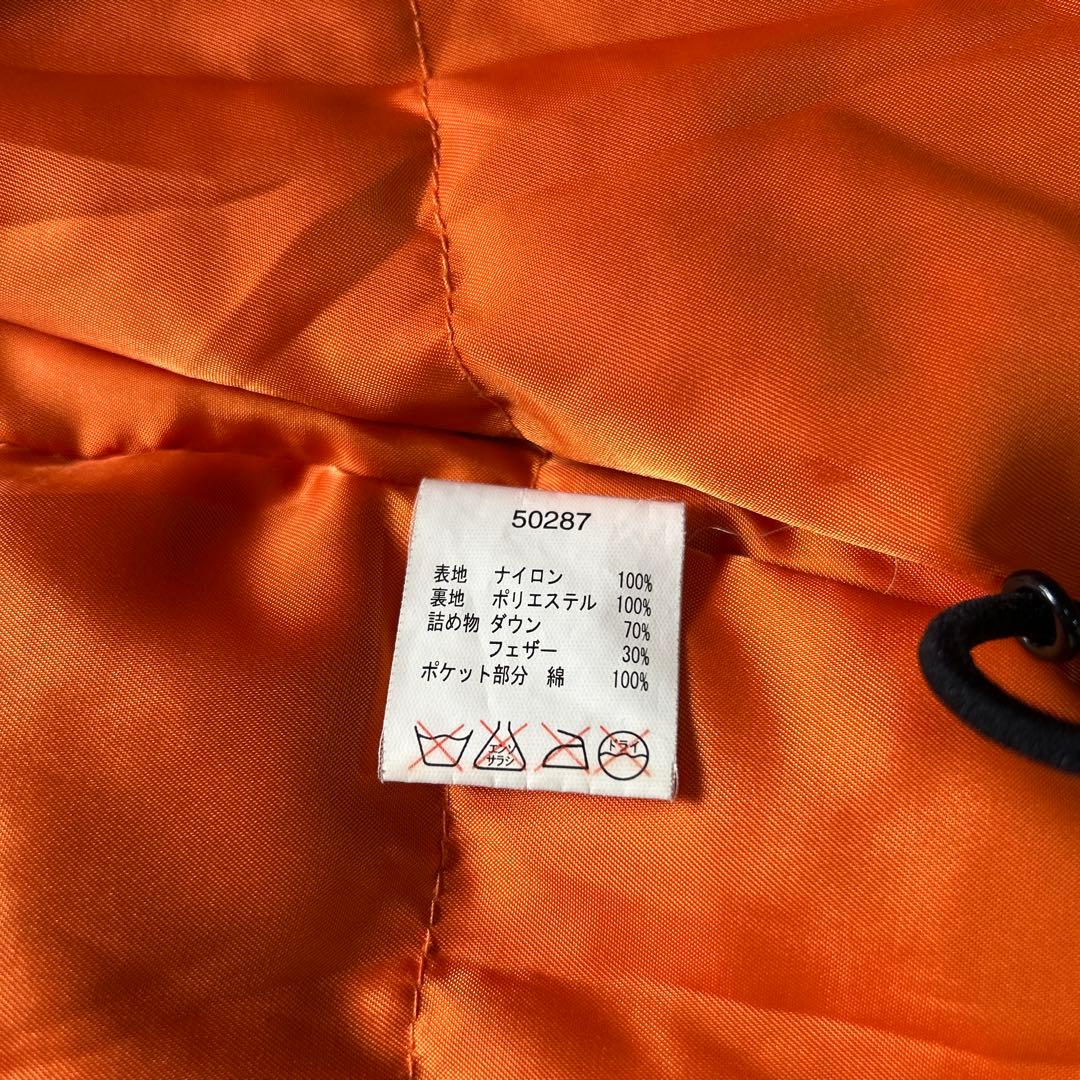 50287
表地 ナイロン 100%
裏地 ポリエステル 100%
詰め物 ダウン 70%
フェザー 30%
ポケット部分 綿 100%
エンソ
サラシ
ドライ